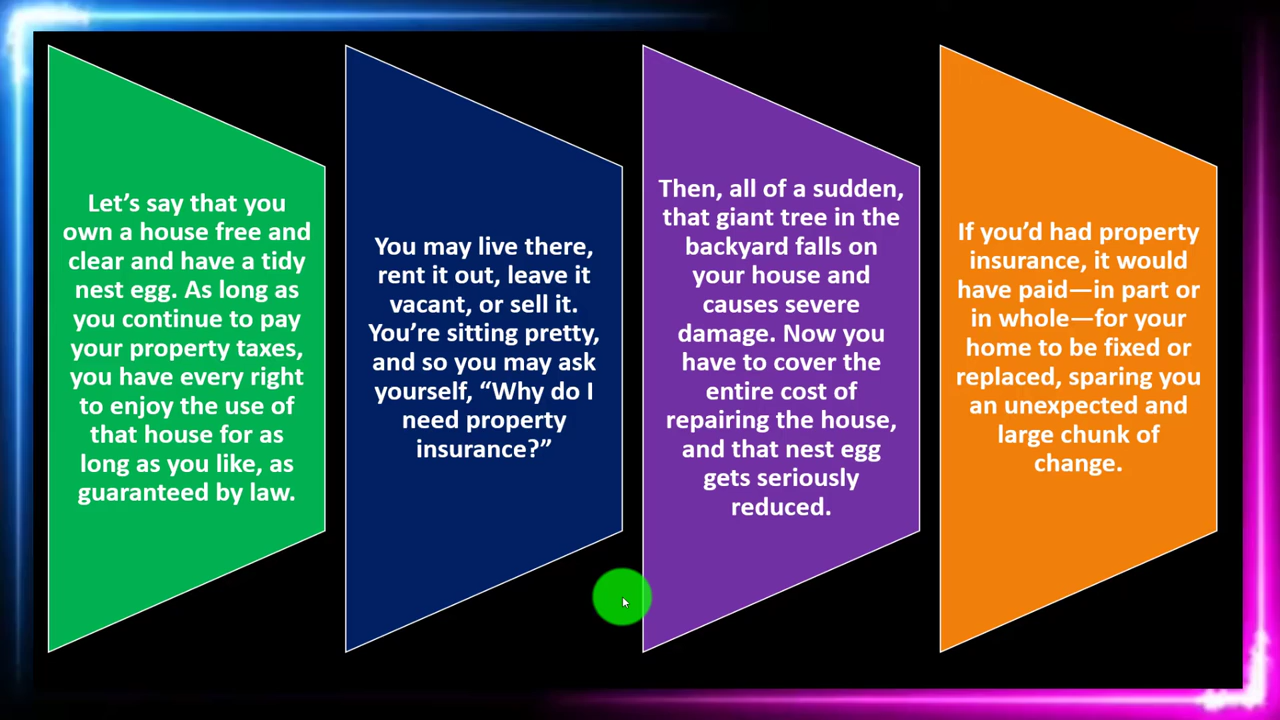 Let’s say that you
own a house free and
clear and have a tidy
nest egg. As long as
you continue to pay
your property taxes,
you have every right
to enjoy the use of
that house for as
long as you like, as
guaranteed by law.
You may live there,
rent it out, leave it
vacant, or sell it.
You’re sitting pretty,
and so you may ask
yourself, “Why do I
need property
insurance?”
Then, all of a sudden,
that giant tree in the
backyard falls on
your house and
causes severe
damage. Now you
have to cover the
entire cost of
repairing the house,
and that nest egg
gets seriously
reduced.
If you’d had property
insurance, it would
have paid—in part or
in whole—for your
home to be fixed or
replaced, sparing you
an unexpected and
large chunk of
change.